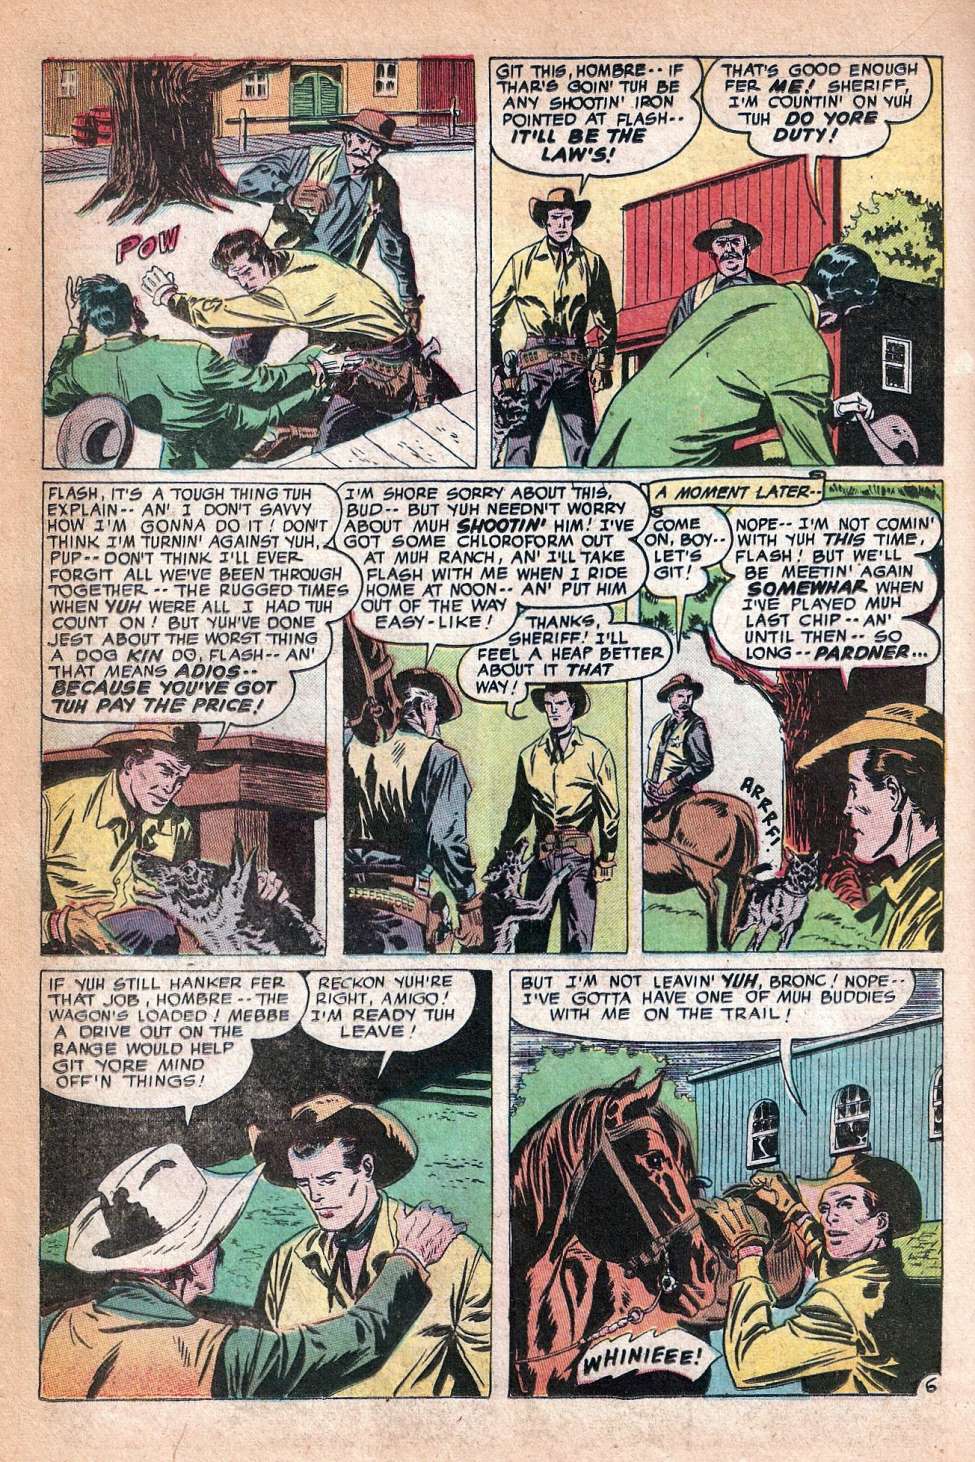 POW
GIT THIS, HOMBRE-- IF
THAR'S GOIN' TUH BE
ANY SHOOTIN' IRON
POINTED AT FLASH--
IT'LL BE THE
LAW'S!
THAT'S GOOD ENOUGH
FER ME! SHERIFF,
I'M COUNTIN' ON YUH
TUH DO YORE
DUTY!
FLASH, IT'S A TOUGH THING TUH
EXPLAIN-- AN' I DON'T SAVVY
HOW I'M GONNA DO IT! DON'T
THINK I'M TURNIN' AGAINST YUH,
PUP-- DON'T THINK I'LL EVER
FORGIT ALL WE'VE BEEN THROUGH
TOGETHER-- THE RUGGED TIMES
WHEN YUH WERE ALL I HAD TUH
COUNT ON! BUT YUH'VE DONE
JEST ABOUT THE WORST THING
A DOG KIN DO, FLASH-- AN'
THAT MEANS ADIOS--
BECAUSE YOU'VE GOT
TUH PAY THE PRICE!
I'M SHORE SORRY ABOUT THIS,
BUD-- BUT YUH NEEDN'T WORRY
ABOUT MUH SHOOTIN' HIM! I'VE
GOT SOME CHLOROFORM OUT
AT MUH RANCH, AN' I'LL TAKE
FLASH WITH ME WHEN I RIDE
HOME AT NOON-- AN' PUT HIM
OUT OF THE WAY
EASY-LIKE!
THANKS,
SHERIFF! I'LL
FEEL A HEAP BETTER
ABOUT IT THAT
WAY!
A MOMENT LATER--
COME
ON, BOY--
LET'S
GIT!
NOPE-- I'M NOT COMIN'
WITH YUH THIS TIME,
FLASH! BUT WE'LL
BE MEETIN' AGAIN
SOMEWHAR WHEN
I'VE PLAYED MUH
LAST CHIP-- AN'
UNTIL THEN-- SO
LONG-- PARDNER...
ARRRF!
IF YUH STILL HANKER FER
THAT JOB, HOMBRE-- THE
WAGON'S LOADED! MEBBE
A DRIVE OUT ON THE
RANGE WOULD HELP
GIT YORE MIND
OFF'N THINGS!
RECKON YUH'RE
RIGHT, AMIGO!
I'M READY TUH
LEAVE!
BUT I'M NOT LEAVIN' YUH, BRONC! NOPE--
I'VE GOTTA HAVE ONE OF MUH BUDDIES
WITH ME ON THE TRAIL!
WHINIEEE!
6